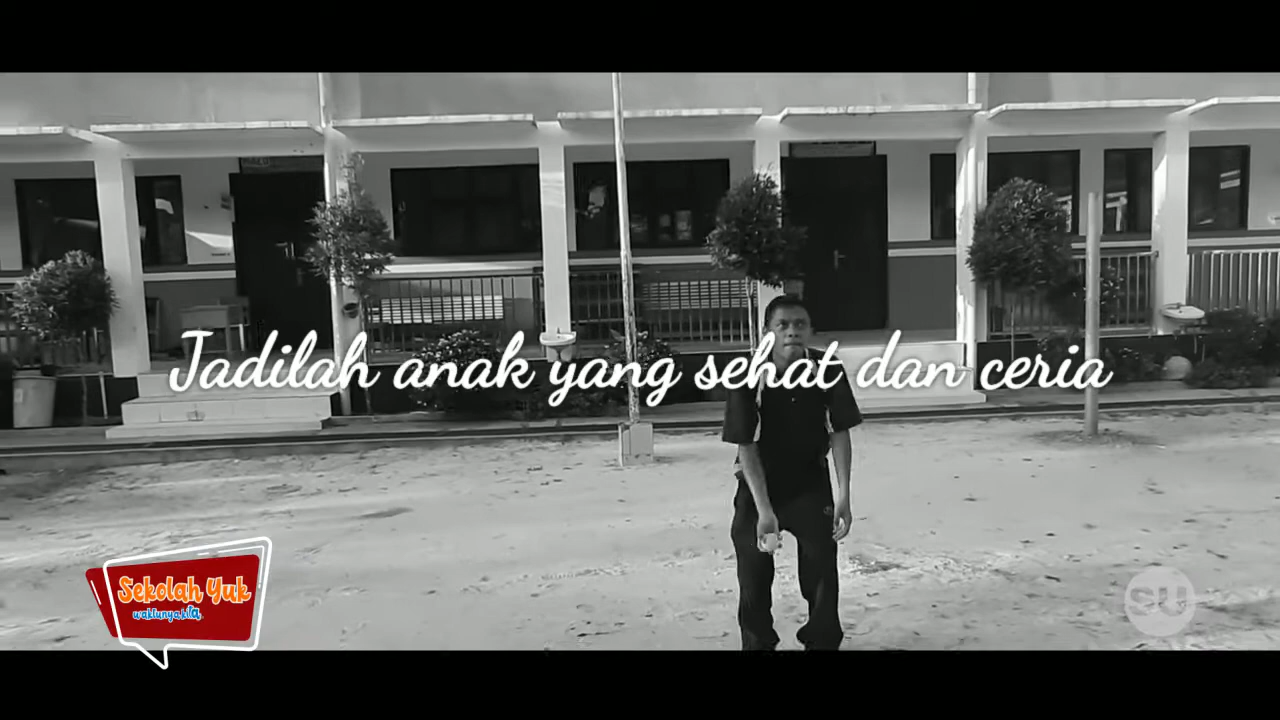 Jadilah anak yang sehat dan ceria
Sekolah Yuk
waktunya kita
su